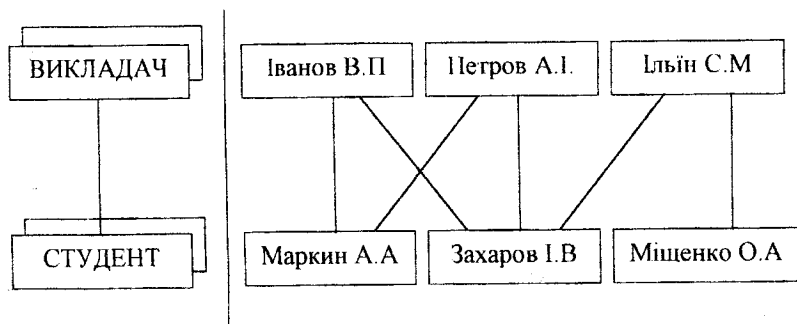 ВИКЛАДАЧ
Іванов В.П
Петров А.І.
Ільїн С.М
СТУДЕНТ
Маркин А.А
Захаров І.В
Міщенко О.А